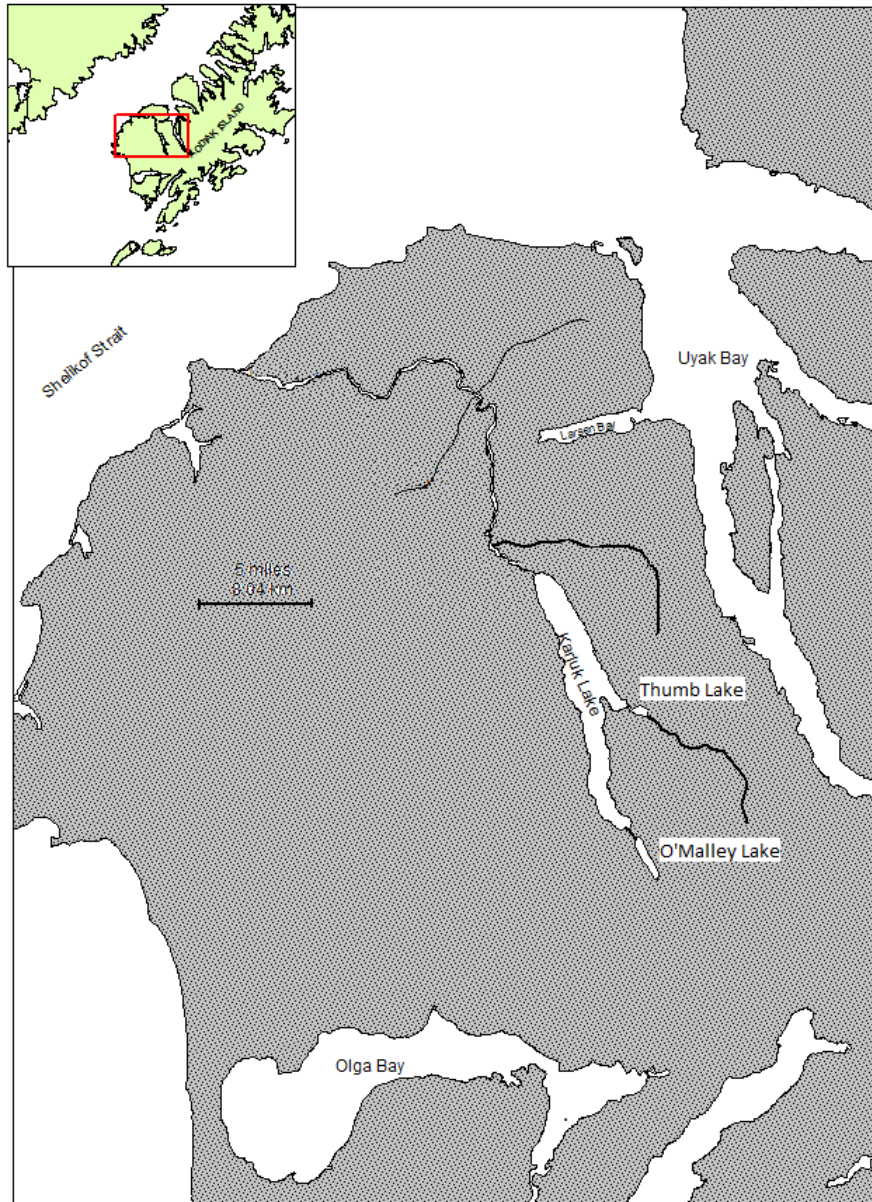 KODIAK ISLAND
Shelikof Strait
Uyak Bay
Larsen Bay
5 miles
8.04 km
Karluk Lake
Thumb Lake
O'Malley Lake
Olga Bay